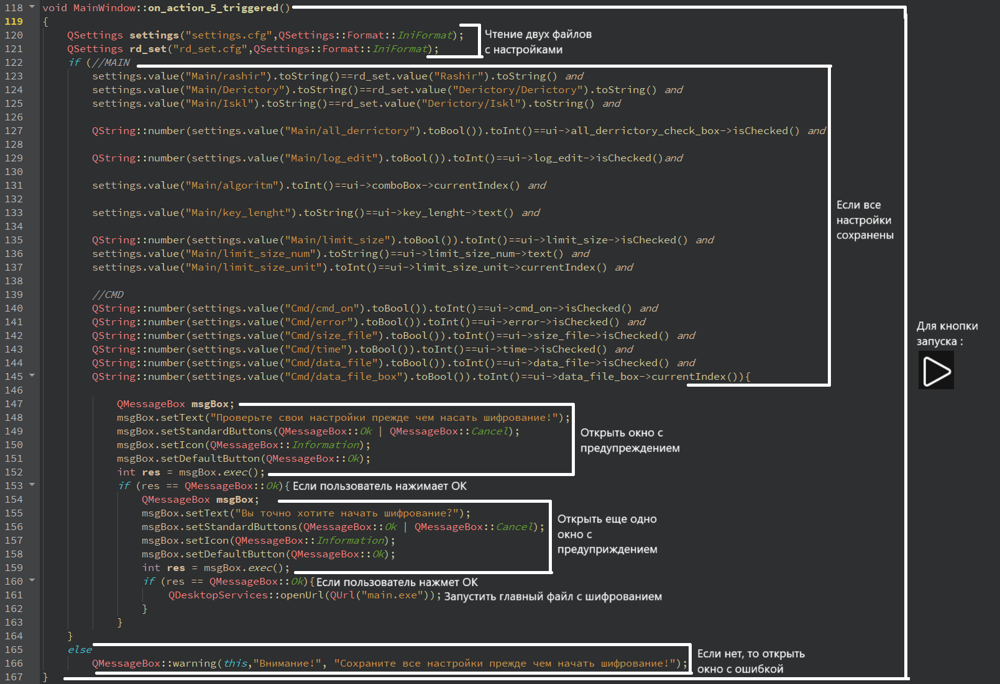 118 void MainWindow::on_action_5_triggered()
119 {
120 QSettings settings("settings.cfg",QSettings::Format::IniFormat);
121 QSettings rd_set("rd_set.cfg",QSettings::Format::IniFormat);
Чтение двух файлов
с настройками
122 if (//MAIN
123 settings.value("Main/rashir").toString()==rd_set.value("Rashir").toString() and
124 settings.value("Main/Derictory").toString()==rd_set.value("Derictory/Derictory").toString() and
125 settings.value("Main/Iskl").toString()==rd_set.value("Derictory/Iskl").toString() and
126
127 QString::number(settings.value("Main/all_derrictory").toBool()).toInt()==ui->all_derrictory_check_box->isChecked() and
128
129 QString::number(settings.value("Main/log_edit").toBool()).toInt()==ui->log_edit->isChecked()and
130
131 settings.value("Main/algoritm").toInt()==ui->comboBox->currentIndex() and
132
133 settings.value("Main/key_lenght").toString()==ui->key_lenght->text() and
134
135 QString::number(settings.value("Main/limit_size").toBool()).toInt()==ui->limit_size->isChecked() and
136 settings.value("Main/limit_size_num").toString()==ui->limit_size_num->text() and
137 settings.value("Main/limit_size_unit").toInt()==ui->limit_size_unit->currentIndex() and
138
139 //CMD
140 QString::number(settings.value("Cmd/cmd_on").toBool()).toInt()==ui->cmd_on->isChecked() and
141 QString::number(settings.value("Cmd/error").toBool()).toInt()==ui->error->isChecked() and
142 QString::number(settings.value("Cmd/size_file").toBool()).toInt()==ui->size_file->isChecked() and
143 QString::number(settings.value("Cmd/time").toBool()).toInt()==ui->time->isChecked() and
144 QString::number(settings.value("Cmd/data_file").toBool()).toInt()==ui->data_file->isChecked() and
145 QString::number(settings.value("Cmd/data_file_box").toBool()).toInt()==ui->data_file_box->currentIndex()){
Если все
настройки
сохранены
Для кнопки
запуска :
146
147 QMessageBox msgBox;
148 msgBox.setText("Проверьте свои настройки прежде чем насать шифрование!");
149 msgBox.setStandardButtons(QMessageBox::Ok | QMessageBox::Cancel);
150 msgBox.setIcon(QMessageBox::Information);
151 msgBox.setDefaultButton(QMessageBox::Ok);
152 int res = msgBox.exec();
Открыть окно с
предупреждением
153 if (res == QMessageBox::Ok){ Если пользователь нажимает ОК
154 QMessageBox msgBox;
155 msgBox.setText("Вы точно хотите начать шифрование?");
156 msgBox.setStandardButtons(QMessageBox::Ok | QMessageBox::Cancel);
157 msgBox.setIcon(QMessageBox::Information);
158 msgBox.setDefaultButton(QMessageBox::Ok);
159 int res = msgBox.exec();
Открыть еще одно
окно с
предуприждением
160 if (res == QMessageBox::Ok){ Если пользователь нажмет ОК
161 QDesktopServices::openUrl(QUrl("main.exe")); Запустить главный файл с шифрованием
162 }
163 }
164 }
165 else
166 QMessageBox::warning(this,"Внимание!", "Сохраните все настройки прежде чем начать шифрование!");
Если нет, то открыть
окно с ошибкой
167 }